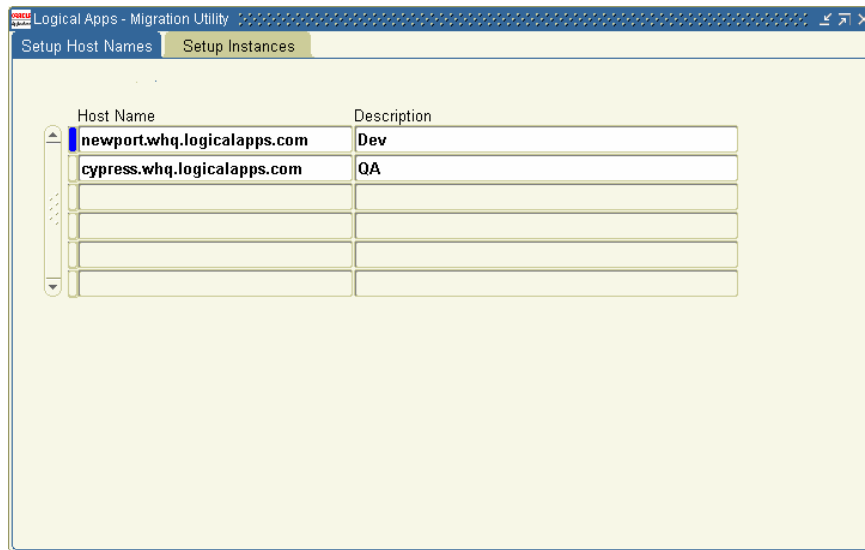 Logical Apps - Migration Utility
Setup Host Names Setup Instances
Host Name Description
newport.whq.logicalapps.com Dev
cypress.whq.logicalapps.com QA